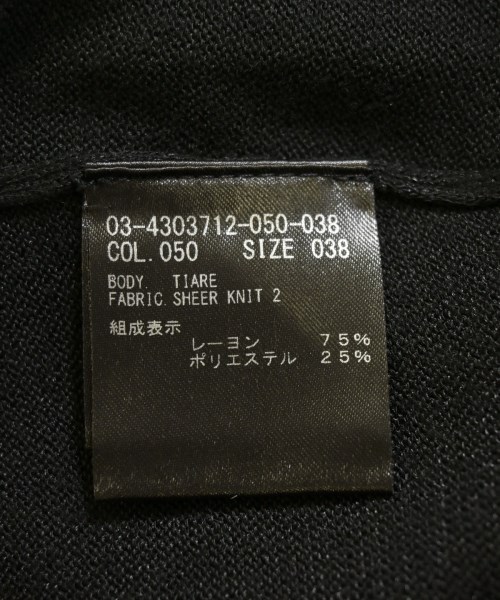 03-4303712-050-038
COL.050 SIZE 038
BODY. TIARE
FABRIC.SHEER KNIT 2
組成表示
レーヨン 75%
ポリエステル 25%